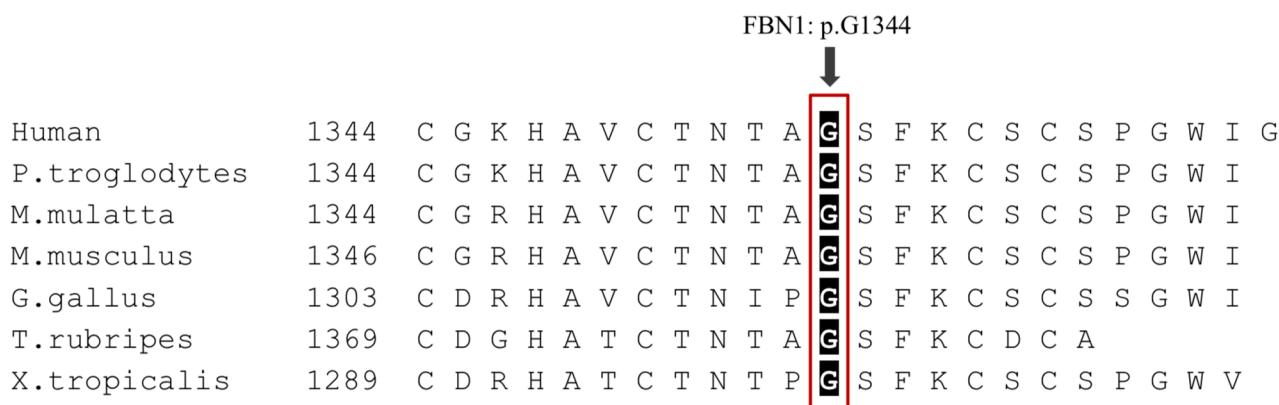 FBN1: p.G1344
Human 1344 C G K H A V C T N T A G S F K C S C S P G W I G
P.troglodytes 1344 C G K H A V C T N T A G S F K C S C S P G W I
M.mulatta 1344 C G R H A V C T N T A G S F K C S C S P G W I
M.musculus 1346 C G R H A V C T N T A G S F K C S C S P G W I
G.gallus 1303 C D R H A V C T N I P G S F K C S C S S G W I
T.rubripes 1369 C D G H A T C T N T A G S F K C D C A
X.tropicalis 1289 C D R H A T C T N T P G S F K C S C S P G W V